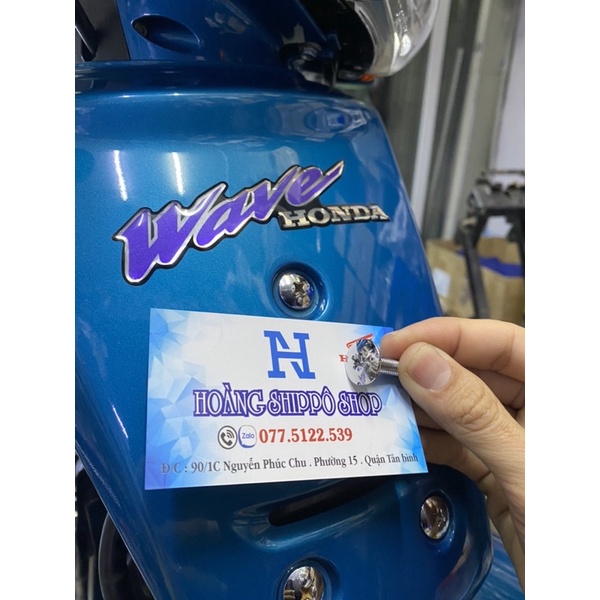 Wave
HONDA
HOÀNG SHIPPÔ SHOP
Zalo 077.5122.539
Đ/C : 90/1C Nguyễn Phúc Chu . Phường 15 . Quận Tân bình